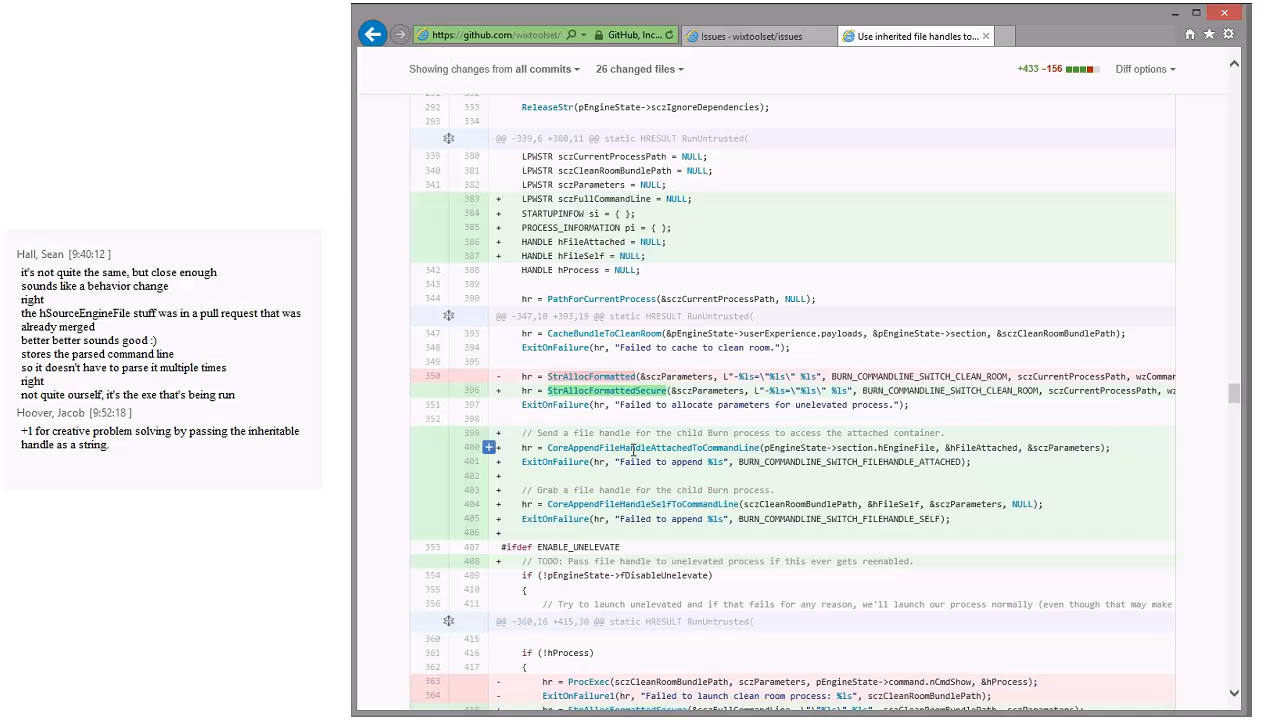 Hall, Sean [9:40:12 ]
it's not quite the same, but close enough
sounds like a behavior change
right
the hSourceEngineFile stuff was in a pull request that was
already merged
better better sounds good :)
stores the parsed command line
so it doesn't have to parse it multiple times
right
not quite ourself, it's the exe that's being run
Hoover, Jacob [9:52:18 ]
+1 for creative problem solving by passing the inheritable
handle as a string.
https://github.com/wixtoolset/ GitHub, Inc... Issues · wixtoolset/issues Use inherited file handles to...
Showing changes from all commits 26 changed files +433 −156 Diff options
292 333 ReleaseStr(pEngineState->sczIgnoreDependencies);
293 334
@@ -339,6 +380,11 @@ static HRESULT RunUntrusted(
339 380 LPWSTR sczCurrentProcessPath = NULL;
340 381 LPWSTR sczCleanRoomBundlePath = NULL;
341 382 LPWSTR sczParameters = NULL;
383 + LPWSTR sczFullCommandLine = NULL;
384 + STARTUPINFOW si = { };
385 + PROCESS_INFORMATION pi = { };
386 + HANDLE hFileAttached = NULL;
387 + HANDLE hFileSelf = NULL;
342 388 HANDLE hProcess = NULL;
343 389
344 390 hr = PathForCurrentProcess(&sczCurrentProcessPath, NULL);
@@ -347,10 +393,19 @@ static HRESULT RunUntrusted(
347 393 hr = CacheBundleToCleanRoom(&pEngineState->userExperience.payloads, &pEngineState->section, &sczCleanRoomBundlePath);
348 394 ExitOnFailure(hr, "Failed to cache to clean room.");
349 395
350 - hr = StrAllocFormatted(&sczParameters, L"-%ls=\"%ls\" %ls", BURN_COMMANDLINE_SWITCH_CLEAN_ROOM, sczCurrentProcessPath, wzComman
396 + hr = StrAllocFormattedSecure(&sczParameters, L"-%ls=\"%ls\" %ls", BURN_COMMANDLINE_SWITCH_CLEAN_ROOM, sczCurrentProcessPath, wz
351 397 ExitOnFailure(hr, "Failed to allocate parameters for unelevated process.");
352 398
399 + // Send a file handle for the child Burn process to access the attached container.
400 + hr = CoreAppendFileHandleAttachedToCommandLine(pEngineState->section.hEngineFile, &hFileAttached, &sczParameters);
401 + ExitOnFailure(hr, "Failed to append %ls", BURN_COMMANDLINE_SWITCH_FILEHANDLE_ATTACHED);
402 +
403 + // Grab a file handle for the child Burn process.
404 + hr = CoreAppendFileHandleSelfToCommandLine(sczCleanRoomBundlePath, &hFileSelf, &sczParameters, NULL);
405 + ExitOnFailure(hr, "Failed to append %ls", BURN_COMMANDLINE_SWITCH_FILEHANDLE_SELF);
406 +
353 407 #ifdef ENABLE_UNELEVATE
408 + // TODO: Pass file handle to unelevated process if this ever gets reenabled.
354 409 if (!pEngineState->fDisableUnelevate)
355 410 {
356 411 // Try to launch unelevated and if that fails for any reason, we'll launch our process normally (even though that may make
@@ -360,16 +415,30 @@ static HRESULT RunUntrusted(
360 415
361 416 if (!hProcess)
362 417 {
363 - hr = ProcExec(sczCleanRoomBundlePath, sczParameters, pEngineState->command.nCmdShow, &hProcess);
364 - ExitOnFailure1(hr, "Failed to launch clean room process: %ls", sczCleanRoomBundlePath);